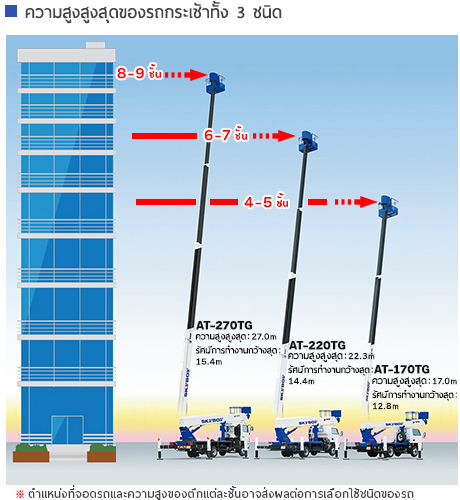 ความสูงสูงสุดของรถกระเช้าทั้ง 3 ชนิด
8-9 ชั้น
6-7 ชั้น
4-5 ชั้น
AT-270TG
ความสูงสูงสุด: 27.0m
รัศมีการทำงานกว้างสุด:
15.4m
AT-220TG
ความสูงสูงสุด: 22.3m
รัศมีการทำงานกว้างสุด:
14.4m
AT-170TG
ความสูงสูงสุด: 17.0m
รัศมีการทำงานกว้างสุด:
12.8m
SKYBOY
SKYBOY
SKYBOY
※ ตำแหน่งที่จอดรถและความสูงของตึกแต่ละชั้นอาจส่งผลต่อการเลือกใช้ชนิดของรถ